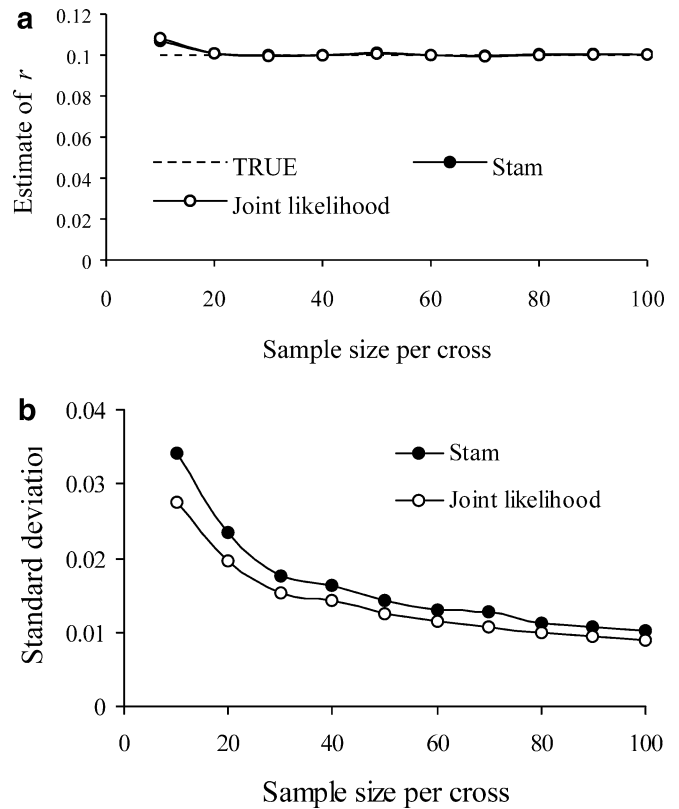 a
0.12
0.1
0.08
0.06
0.04
0.02
0
Estimate of r
TRUE
Stam
Joint likelihood
0 20 40 60 80 100
Sample size per cross
b
0.04
0.03
0.02
0.01
0
Standard deviation
Stam
Joint likelihood
0 20 40 60 80 100
Sample size per cross